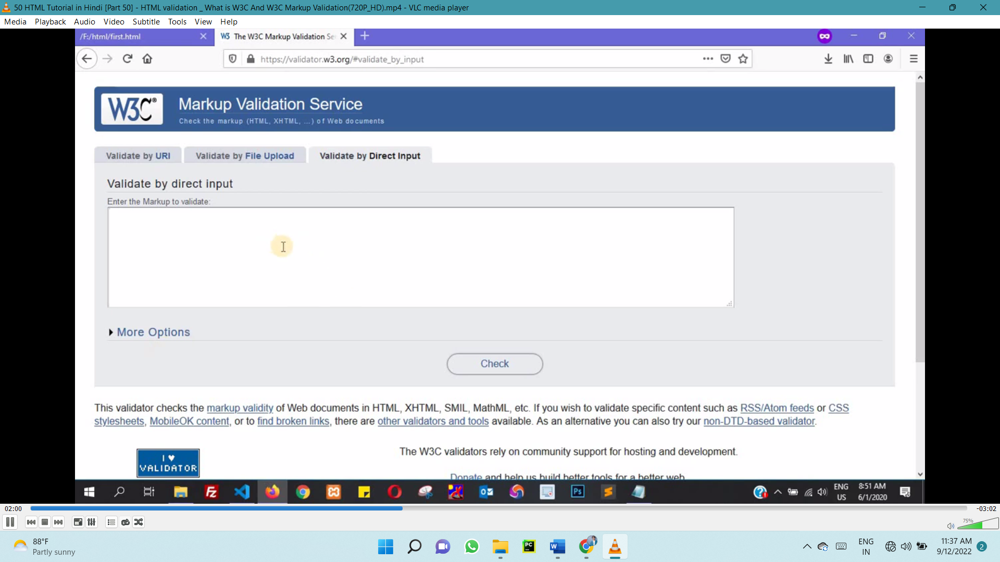 50 HTML Tutorial in Hindi [Part 50] - HTML validation _ What is W3C And W3C Markup Validation(720P_HD).mp4 - VLC media player
Media Playback Audio Video Subtitle Tools View Help
/F:/html/first.html
W3 The W3C Markup Validation Se
https://validator.w3.org/#validate_by_input
W3C® Markup Validation Service
Check the markup (HTML, XHTML, ...) of Web documents
Validate by URI Validate by File Upload Validate by Direct Input
Validate by direct input
Enter the Markup to validate:
More Options
Check
This validator checks the markup validity of Web documents in HTML, XHTML, SMIL, MathML, etc. If you wish to validate specific content such as RSS/Atom feeds or CSS
stylesheets, MobileOK content, or to find broken links, there are other validators and tools available. As an alternative you can also try our non-DTD-based validator.
I ♥
VALIDATOR
The W3C validators rely on community support for hosting and development.
Donate and help us build better tools for a better web.
Fz
Ps
ENG
US
8:51 AM
6/1/2020
02:00
-03:02
75%
88°F
Partly sunny
PC
W
ENG
IN
11:37 AM
9/12/2022
2